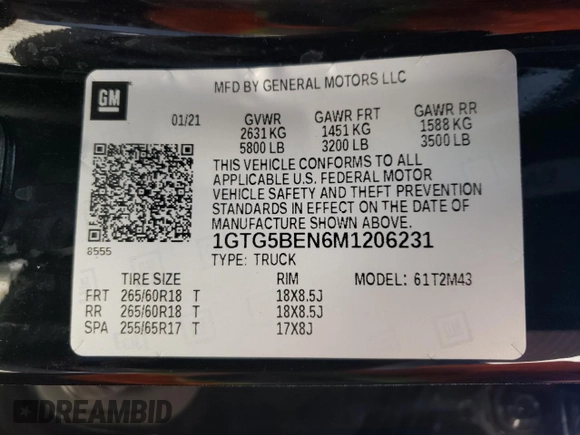 GM
MFD BY GENERAL MOTORS LLC
01/21 GVWR GAWR FRT GAWR RR
2631 KG 1451 KG 1588 KG
5800 LB 3200 LB 3500 LB
THIS VEHICLE CONFORMS TO ALL
APPLICABLE U.S. FEDERAL MOTOR
VEHICLE SAFETY AND THEFT PREVENTION
STANDARDS IN EFFECT ON THE DATE OF
MANUFACTURE SHOWN ABOVE.
8555
1GTG5BEN6M1206231
TYPE: TRUCK
TIRE SIZE RIM MODEL: 61T2M43
FRT 265/60R18 T 18X8.5J
RR 265/60R18 T 18X8.5J
SPA 255/65R17 T 17X8J
DREAMBID